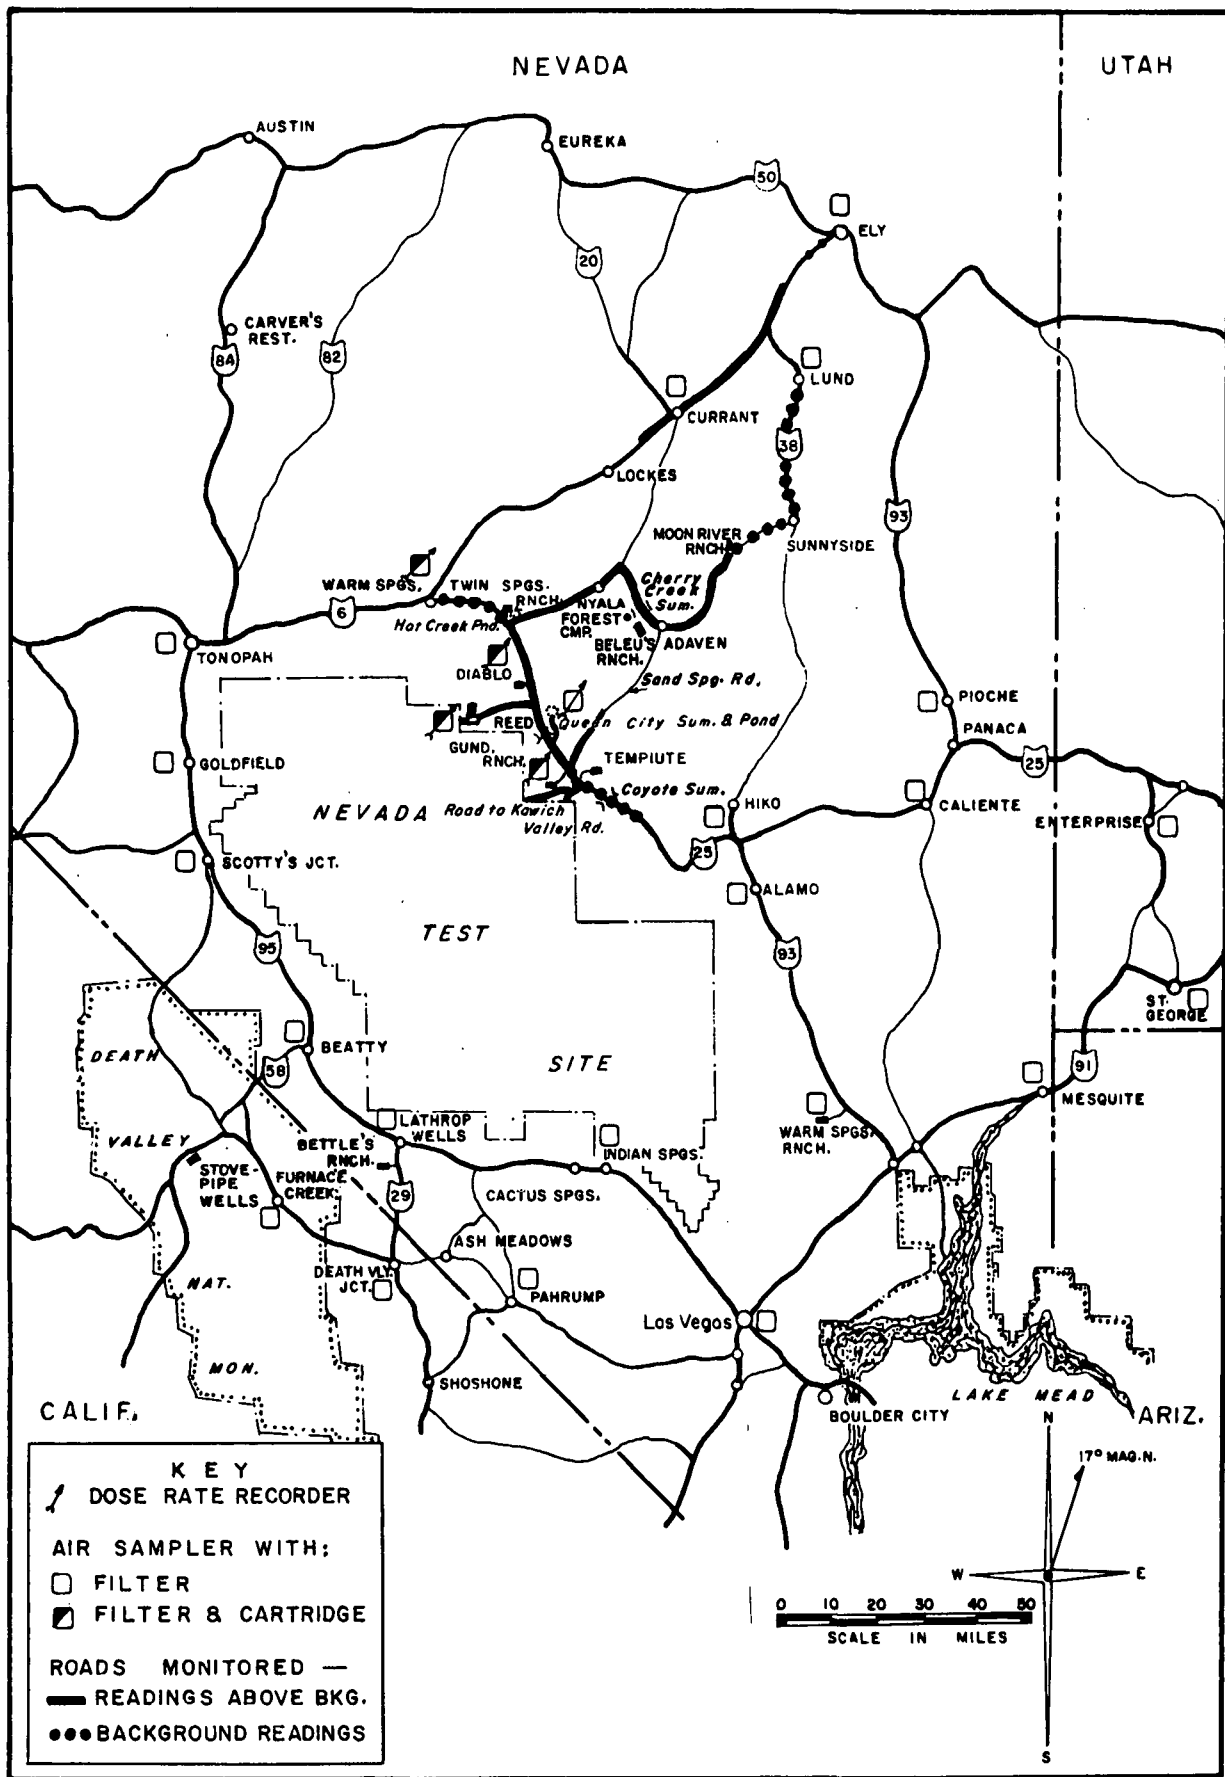 NEVADA
UTAH
AUSTIN
EUREKA
50
ELY
20
CARVER'S
REST.
84
82
LUND
CURRANT
38
LOCKES
93
MOON RIVER
RNCH.
SUNNYSIDE
WARM SPGS.
TWIN SPGS.
RNCH.
Cherry
Creek
Sum.
6
NYALA
Hot Creek Pnd.
FOREST
CMP.
BELEU'S
RNCH.
ADAVEN
TONOPAH
DIABLO
Sand Spg. Rd.
PIOCHE
REED
Queen City Sum. & Pond
PANACA
GUND.
RNCH.
TEMPIUTE
25
GOLDFIELD
Coyote Sum.
HIKO
CALIENTE
NEVADA
Road to Kawich
Valley Rd.
ENTERPRISE
SCOTTY'S JCT.
25
ALAMO
TEST
95
93
ST.
GEORGE
DEATH
BEATTY
SITE
58
91
MESQUITE
VALLEY
LATHROP
WELLS
WARM SPGS.
RNCH.
BETTLE'S
RNCH.
INDIAN SPGS.
STOVE-
PIPE
WELLS
FURNACE
CREEK
29
CACTUS SPGS.
ASH MEADOWS
NAT.
DEATH VLY.
JCT.
PAHRUMP
Las Vegas
MON.
SHOSHONE
LAKE MEAD
CALIF.
BOULDER CITY
ARIZ.
N
17° MAG. N.
W
E
S
KEY
DOSE RATE RECORDER
AIR SAMPLER WITH:
FILTER
FILTER & CARTRIDGE
ROADS MONITORED —
READINGS ABOVE BKG.
BACKGROUND READINGS
0 10 20 30 40 50
SCALE IN MILES